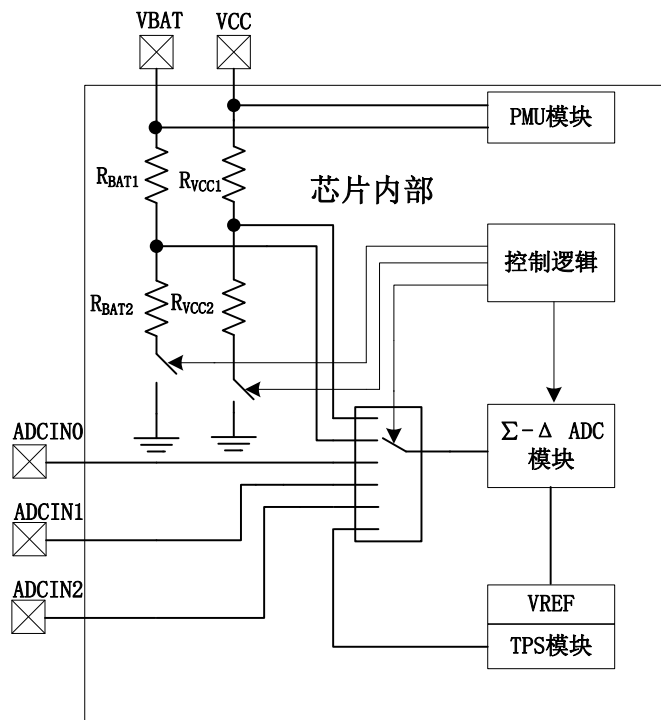 VBAT
VCC
PMU模块
RBAT1
RVCC1
芯片内部
控制逻辑
RBAT2
RVCC2
ADCIN0
Σ-Δ ADC
模块
ADCIN1
ADCIN2
VREF
TPS模块